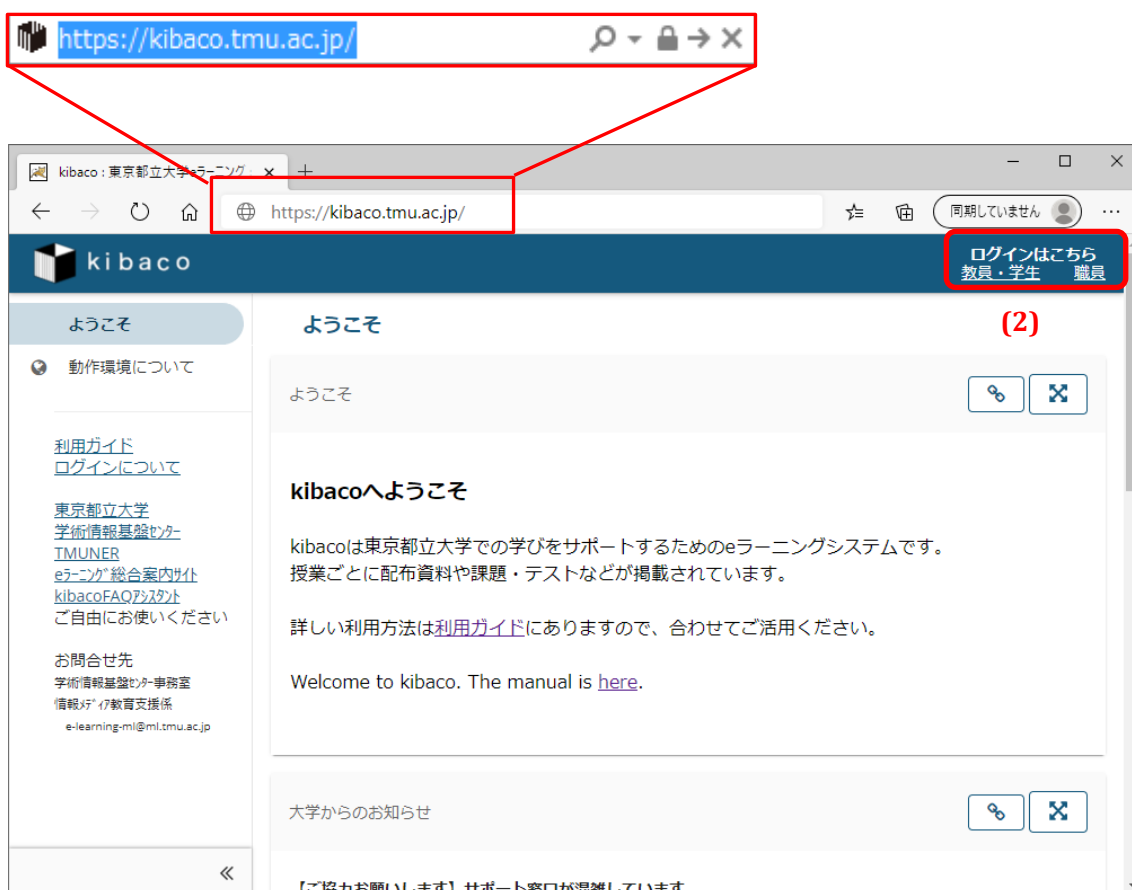 https://kibaco.tmu.ac.jp/
kibaco : 東京都立大学eラーニング
https://kibaco.tmu.ac.jp/
同期していません
kibaco
ログインはこちら
教員・学生 職員
(2)
ようこそ
動作環境について
利用ガイド
ログインについて
東京都立大学
学術情報基盤ｾﾝﾀｰ
TMUNER
eﾗｰﾆﾝｸﾞ総合案内ｻｲﾄ
kibacoFAQｱｼｽﾀﾝﾄ
ご自由にお使いください
お問合せ先
学術情報基盤ｾﾝﾀｰ事務室
情報ﾒﾃﾞｨｱ教育支援係
e-learning-ml@ml.tmu.ac.jp
ようこそ
ようこそ
kibacoへようこそ
kibacoは東京都立大学での学びをサポートするためのeラーニングシステムです。
授業ごとに配布資料や課題・テストなどが掲載されています。
詳しい利用方法は利用ガイドにありますので、合わせてご活用ください。
Welcome to kibaco. The manual is here.
大学からのお知らせ
【ご協力お願いします】サポート窓口が混雑しています